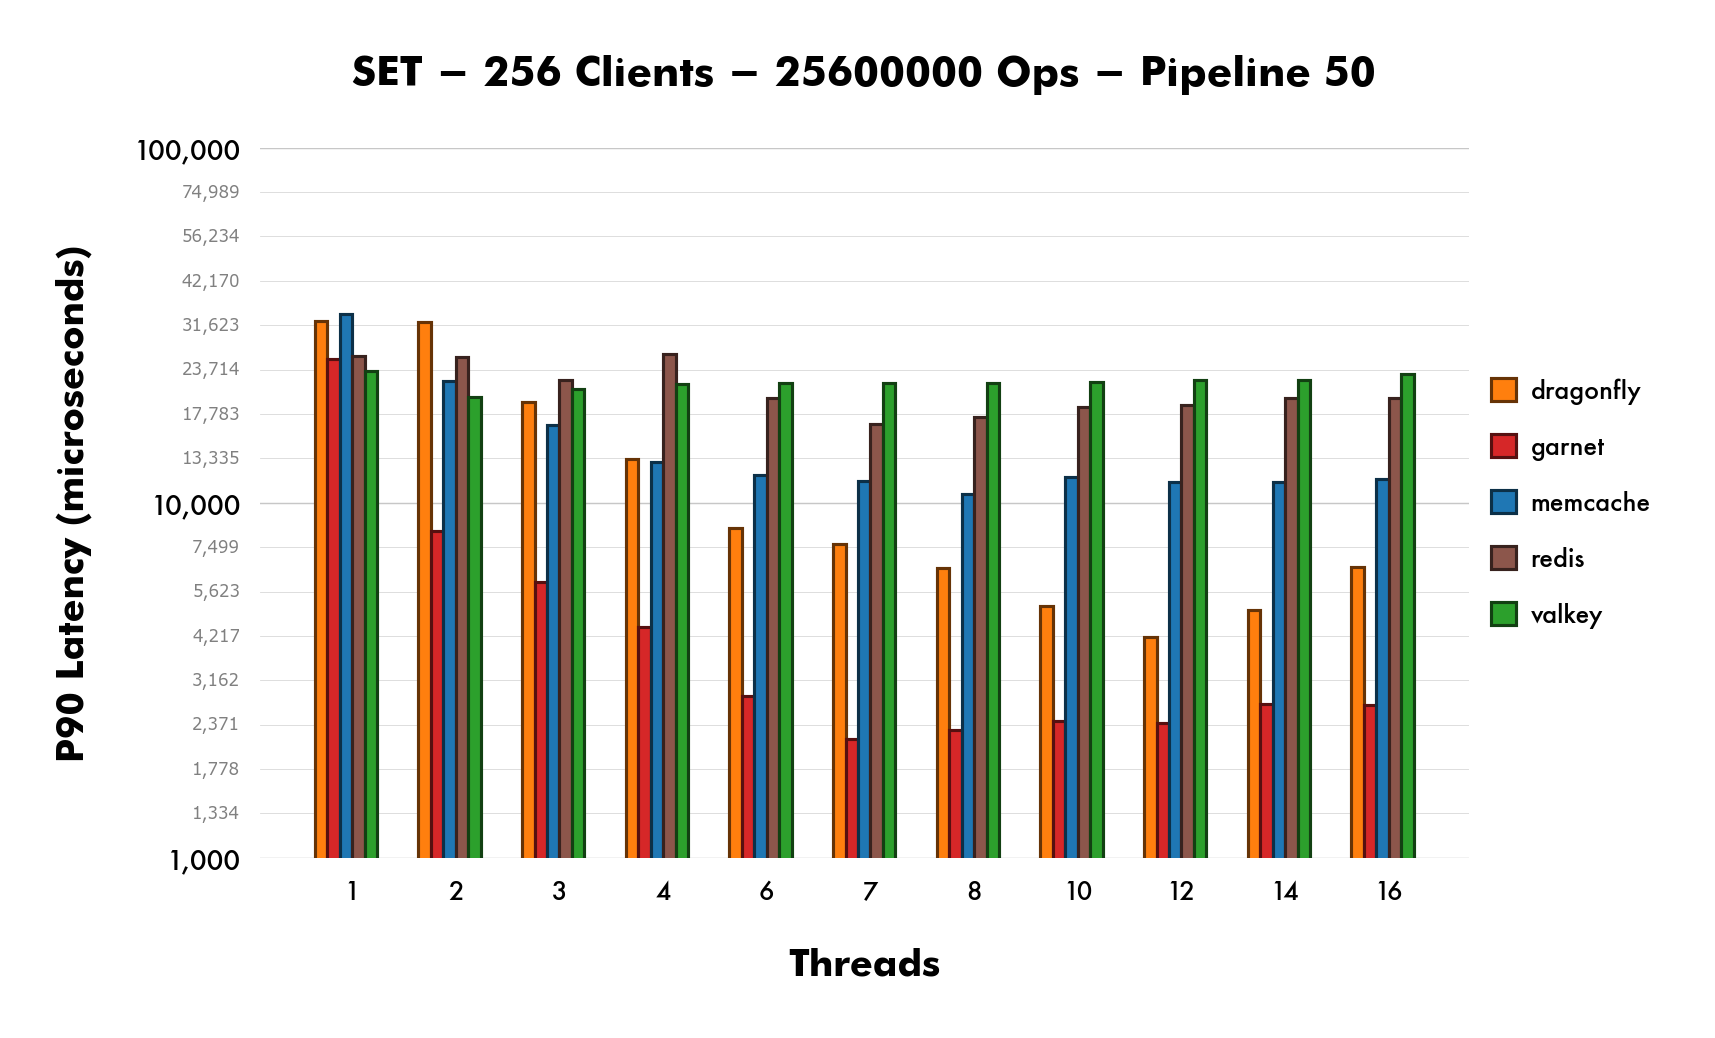 SET – 256 Clients – 25600000 Ops – Pipeline 50
P90 Latency (microseconds)
100,000
74,989
56,234
42,170
31,623
23,714
17,783
13,335
10,000
7,499
5,623
4,217
3,162
2,371
1,778
1,334
1,000
1 2 3 4 6 7 8 10 12 14 16
Threads
dragonfly
garnet
memcache
redis
valkey